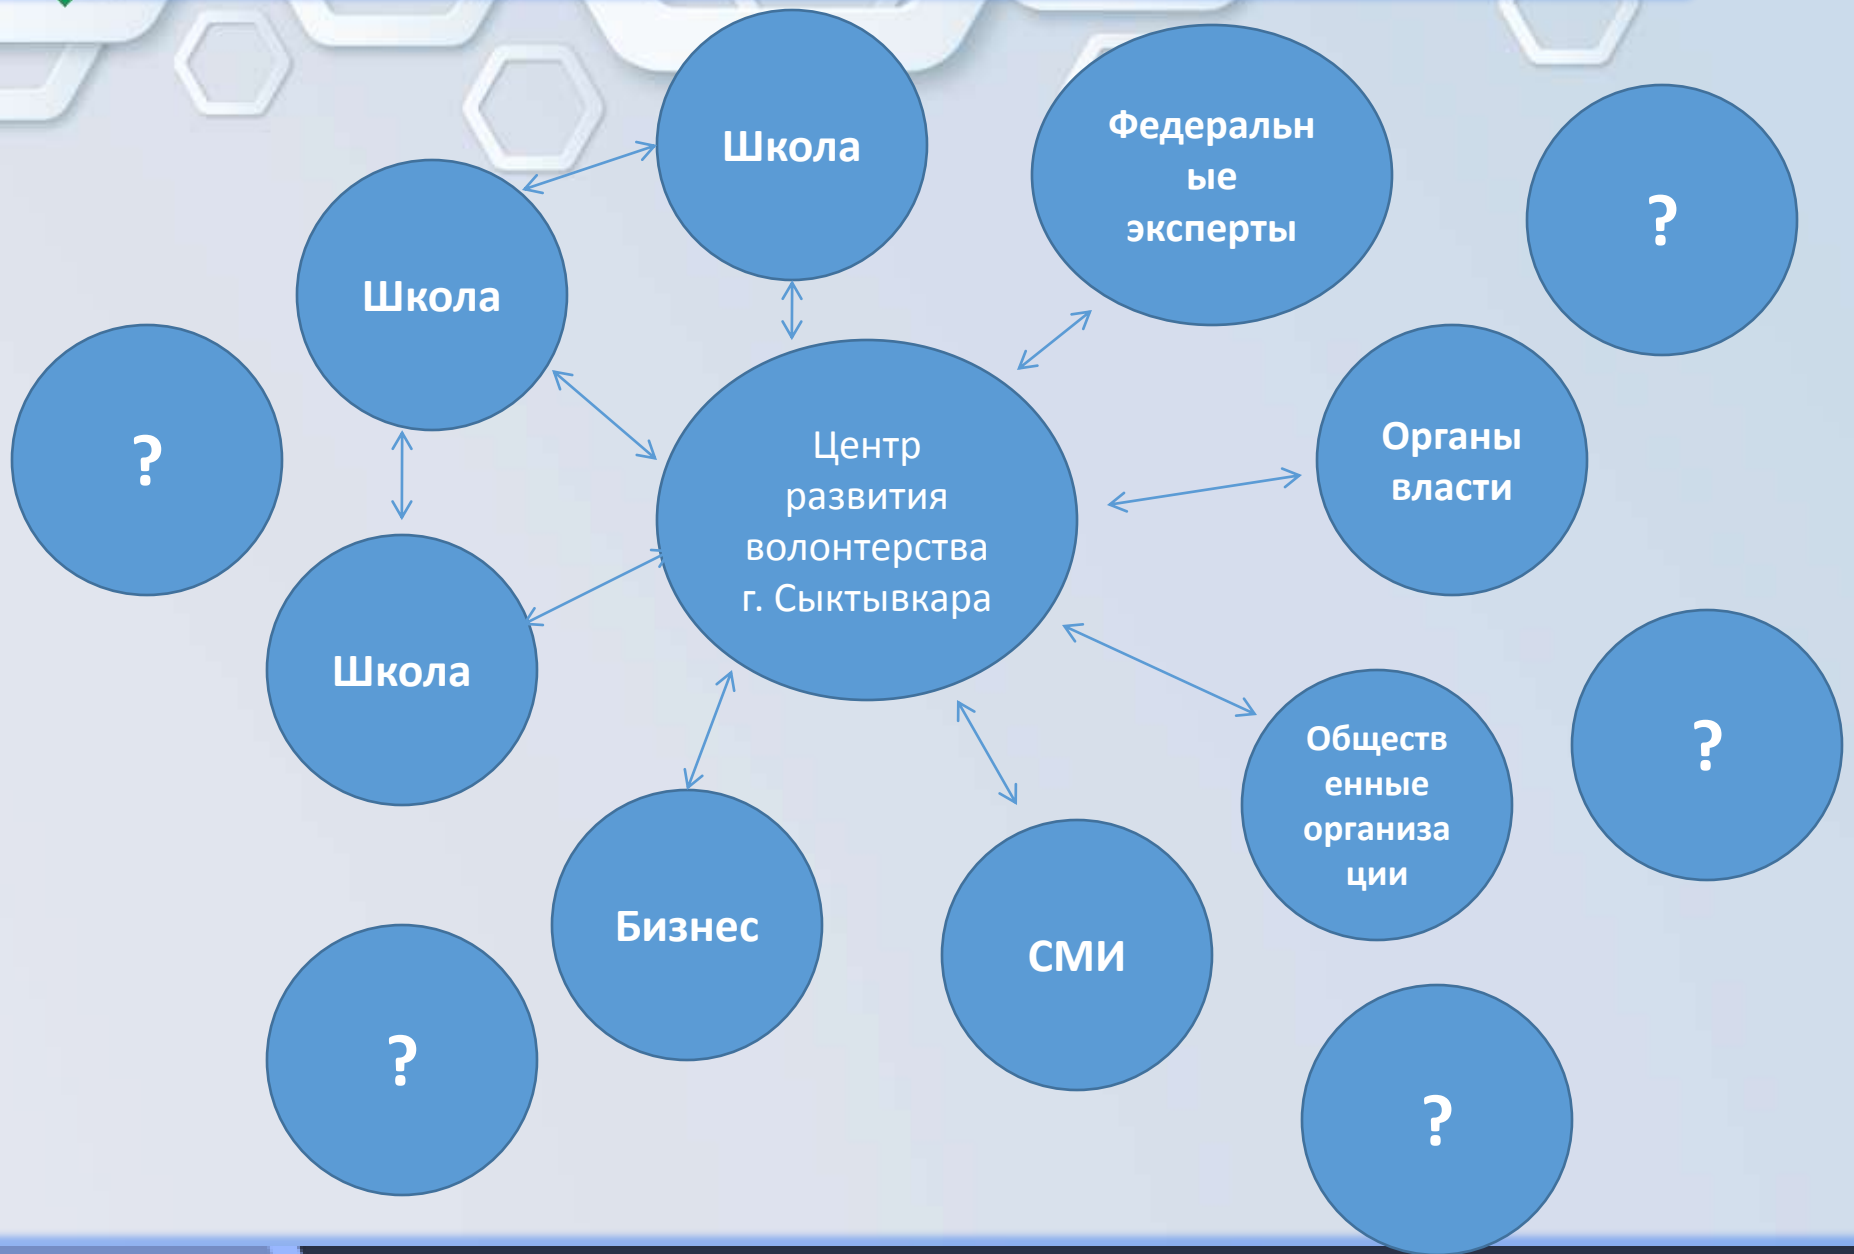 Школа
Федеральн
ые
эксперты
?
Школа
?
Центр
развития
волонтерства
г. Сыктывкара
Органы
власти
Школа
?
Обществ
енные
организа
ции
Бизнес
СМИ
?
?